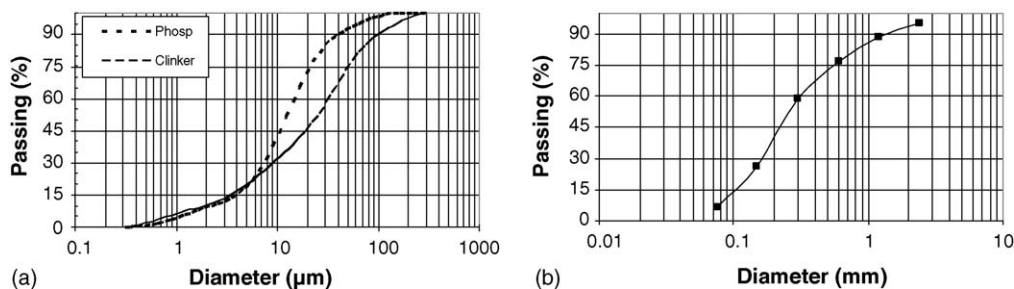 Passing (%)
90
75
60
45
30
15
0
Phosp
Clinker
0.1 1 10 100 1000
(a) Diameter (µm)
Passing (%)
90
75
60
45
30
15
0
0.01 0.1 1 10
(b) Diameter (mm)